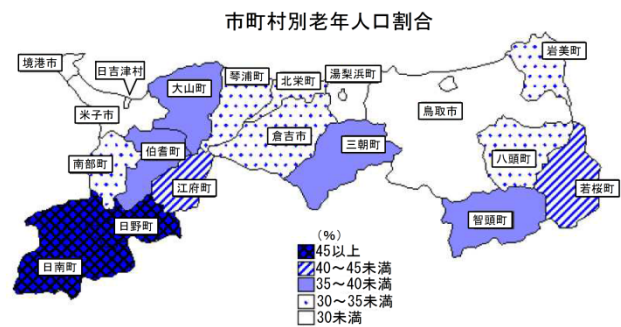 市町村別老年人口割合
境港市
日吉津村
大山町
琴浦町
北栄町
湯梨浜町
岩美町
米子市
鳥取市
倉吉市
三朝町
伯耆町
南部町
江府町
八頭町
若桜町
智頭町
日野町
日南町
(%)
45以上
40～45未満
35～40未満
30～35未満
30未満